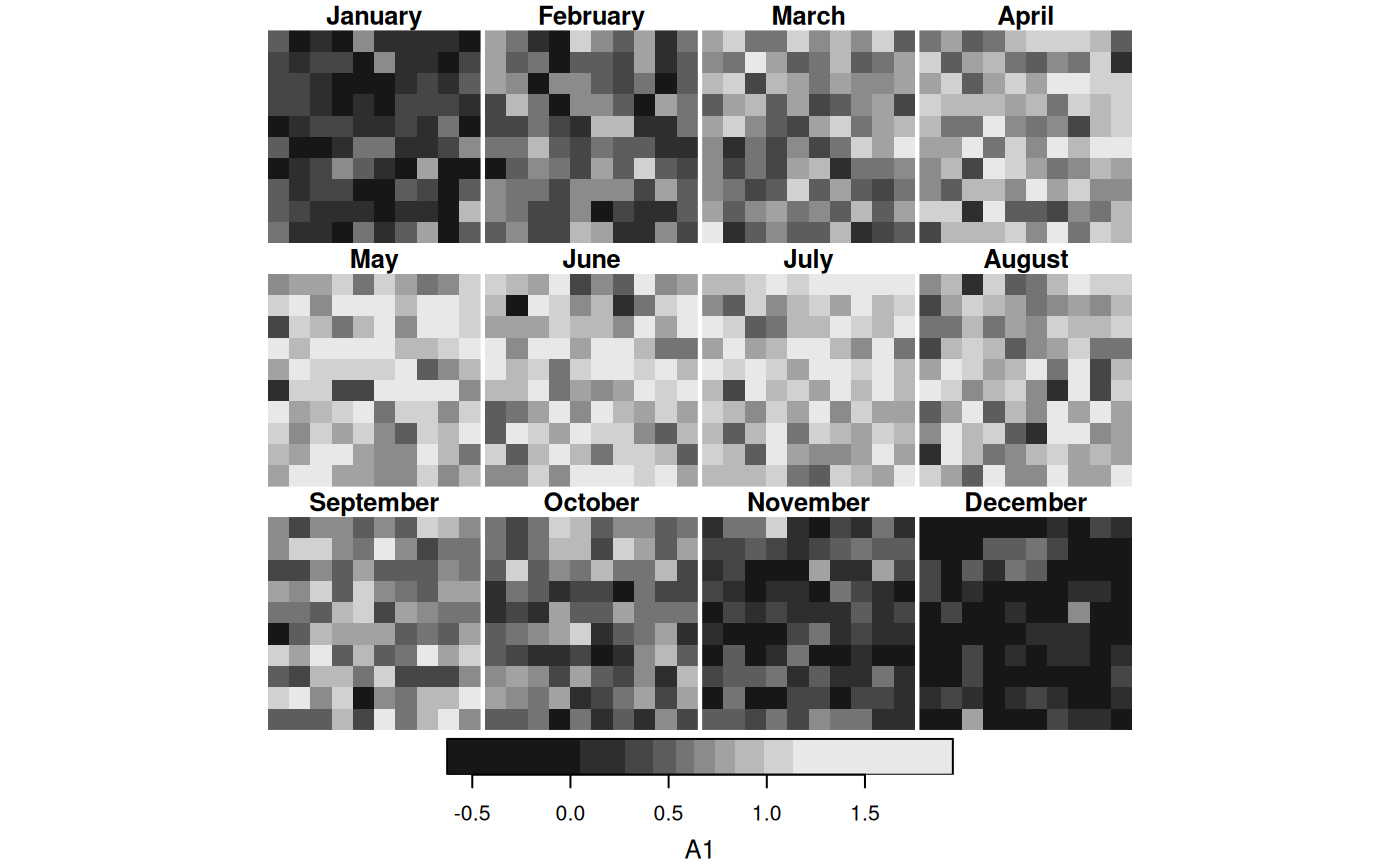 January February March April
May June July August
September October November December
-0.5 0.0 0.5 1.0 1.5
A1